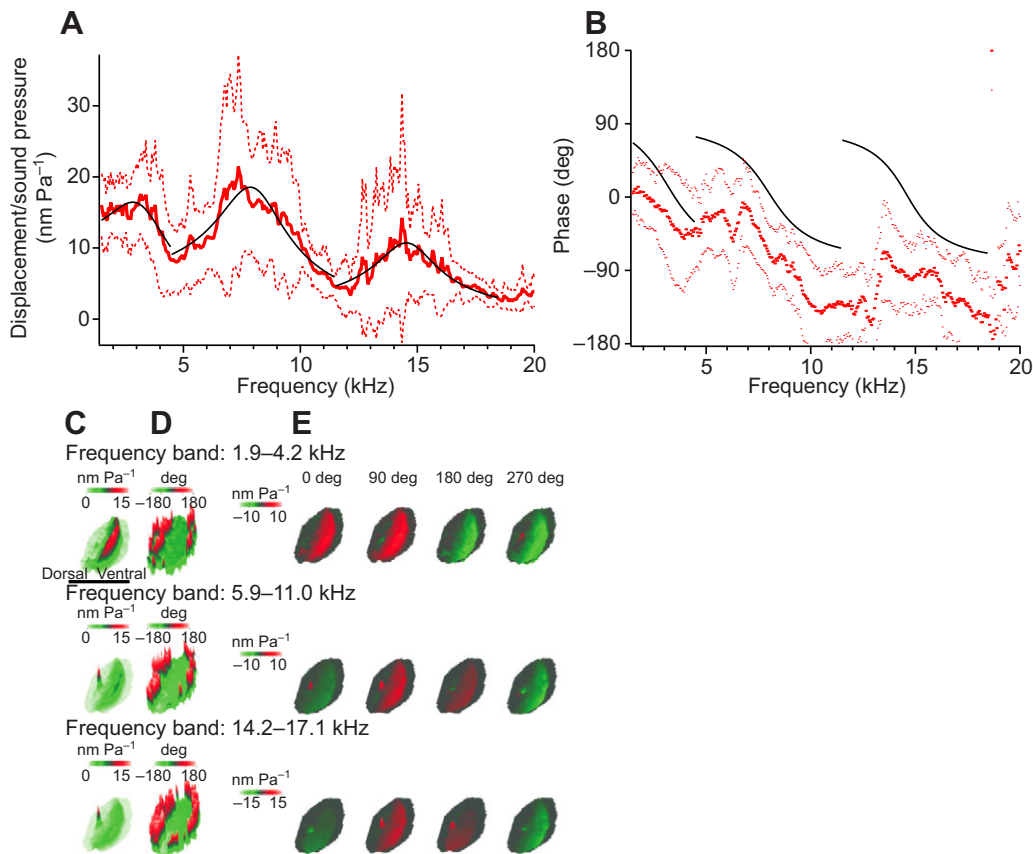 A
B
Displacement/sound pressure
(nm Pa⁻¹)
30
20
10
0
5
10
15
20
Frequency (kHz)
Phase (deg)
180
90
0
−90
−180
5
10
15
20
Frequency (kHz)
C
D
E
Frequency band: 1.9–4.2 kHz
nm Pa⁻¹
0 15
deg
−180 180
nm Pa⁻¹
−10 10
0 deg
90 deg
180 deg
270 deg
Dorsal Ventral
Frequency band: 5.9–11.0 kHz
nm Pa⁻¹
0 15
deg
−180 180
nm Pa⁻¹
−10 10
Frequency band: 14.2–17.1 kHz
nm Pa⁻¹
0 15
deg
−180 180
nm Pa⁻¹
−15 15